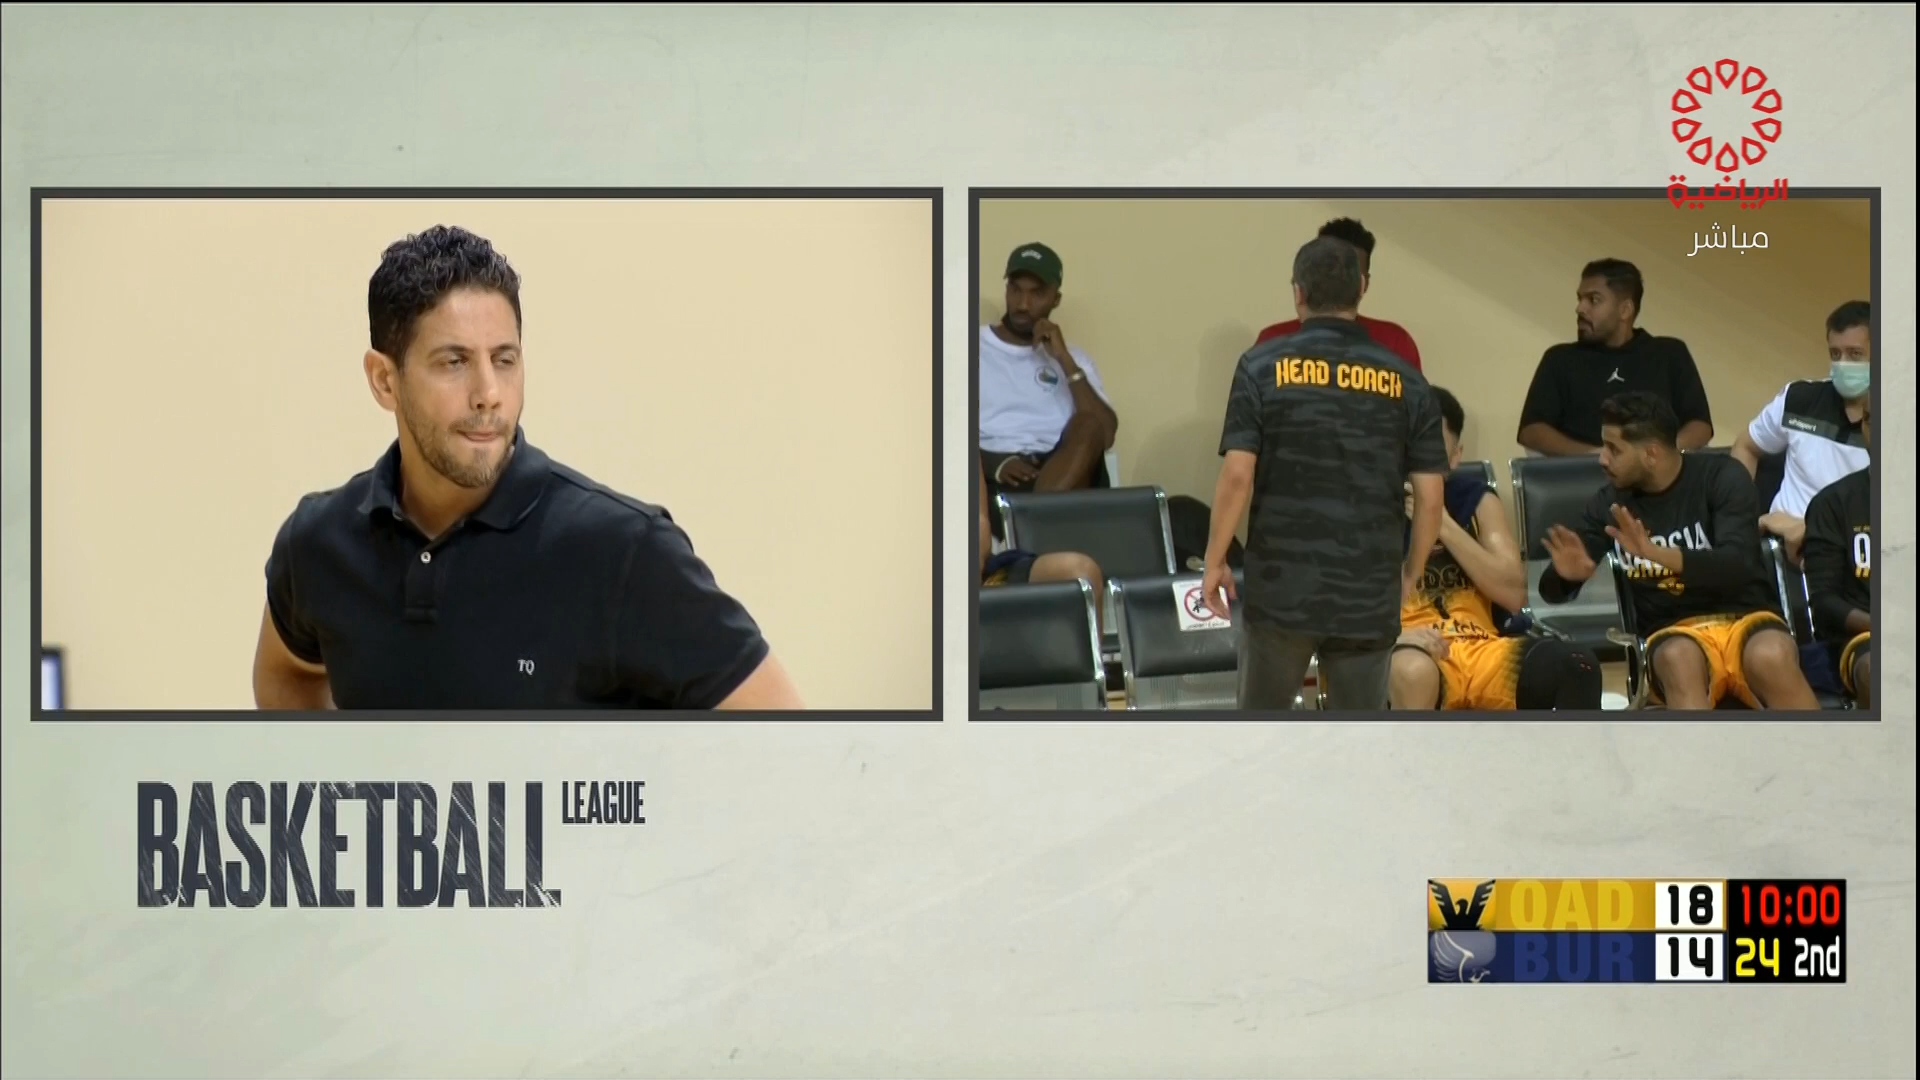 الرياضية
مباشر
HEAD COACH
TQ
BASKETBALL LEAGUE
QAD 18 10:00
BUR 14 24 2nd